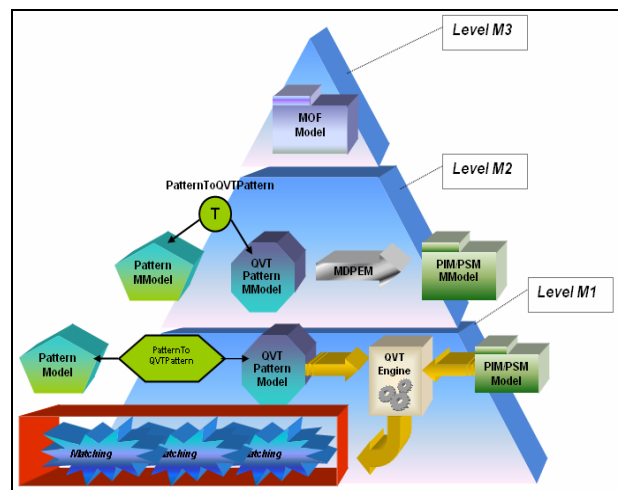 Level M3
MOF
Model
Level M2
PatternToQVTPattern
T
Pattern
MModel
QVT
Pattern
MModel
MDPEM
PIM/PSM
MModel
Level M1
Pattern
Model
PatternTo
QVTPattern
QVT
Pattern
Model
QVT
Engine
PIM/PSM
Model
Matching
atching
atching